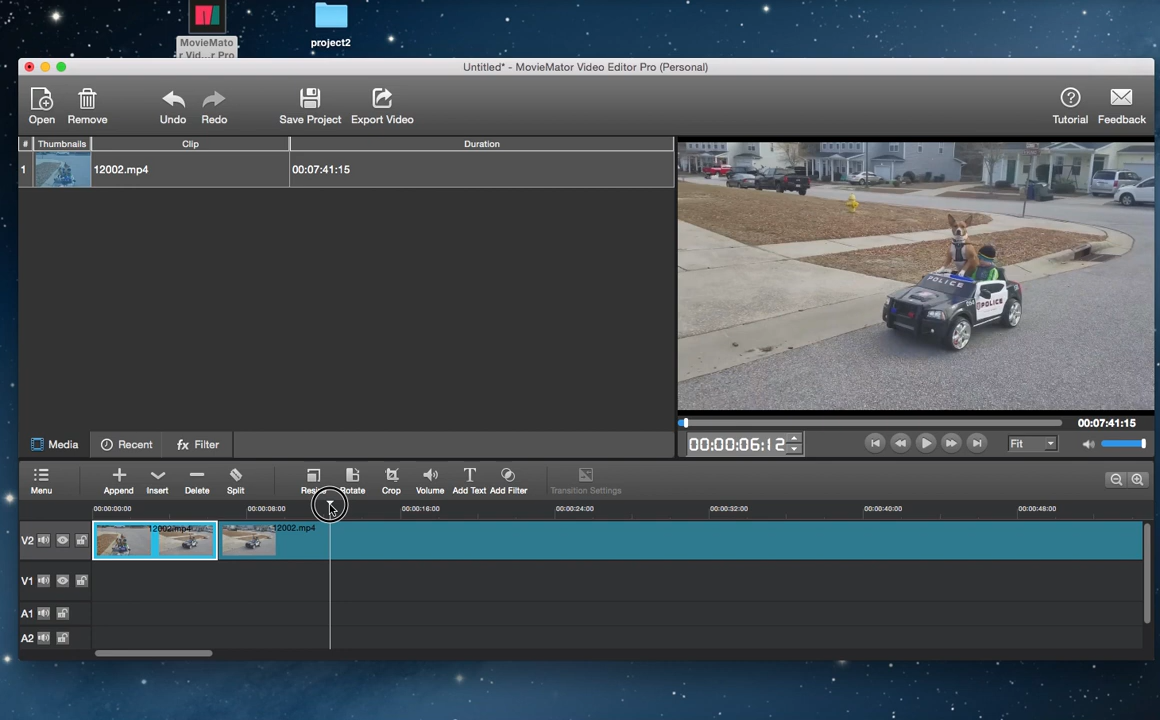 MovieMato
r Vid...r Pro
project2
Untitled* - MovieMator Video Editor Pro (Personal)
Open
Remove
Undo
Redo
Save Project
Export Video
Tutorial
Feedback
# Thumbnails Clip Duration
1 12002.mp4 00:07:41:15
POLICE
POLICE
00:07:41:15
Media
Recent
fx Filter
00:00:06:12
Fit
Menu
Append
Insert
Delete
Split
Rotate
Crop
Volume
Add Text
Add Filter
Transition Settings
00:00:00:00
00:00:08:00
00:00:16:00
00:00:24:00
00:00:32:00
00:00:40:00
00:00:48:00
V2
12002.mp4
12002.mp4
V1
A1
A2